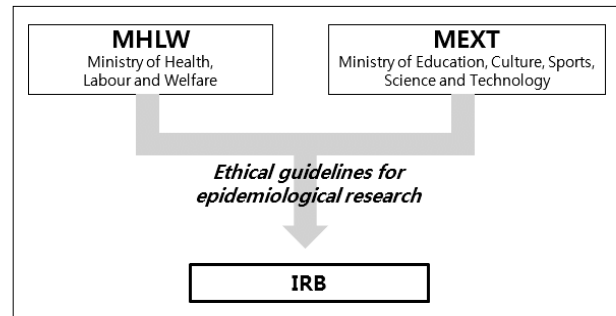 MHLW
Ministry of Health,
Labour and Welfare
MEXT
Ministry of Education, Culture, Sports,
Science and Technology
Ethical guidelines for
epidemiological research
IRB